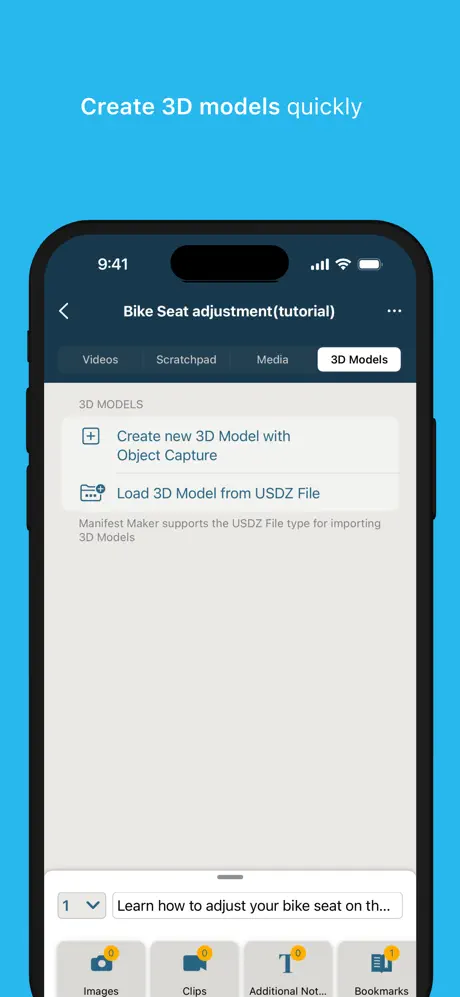 Create 3D models quickly
9:41
Bike Seat adjustment(tutorial)
Videos
Scratchpad
Media
3D Models
3D MODELS
Create new 3D Model with
Object Capture
Load 3D Model from USDZ File
Manifest Maker supports the USDZ File type for importing
3D Models
1
Learn how to adjust your bike seat on th...
0
0
0
1
Images
Clips
T
Additional Not...
Bookmarks